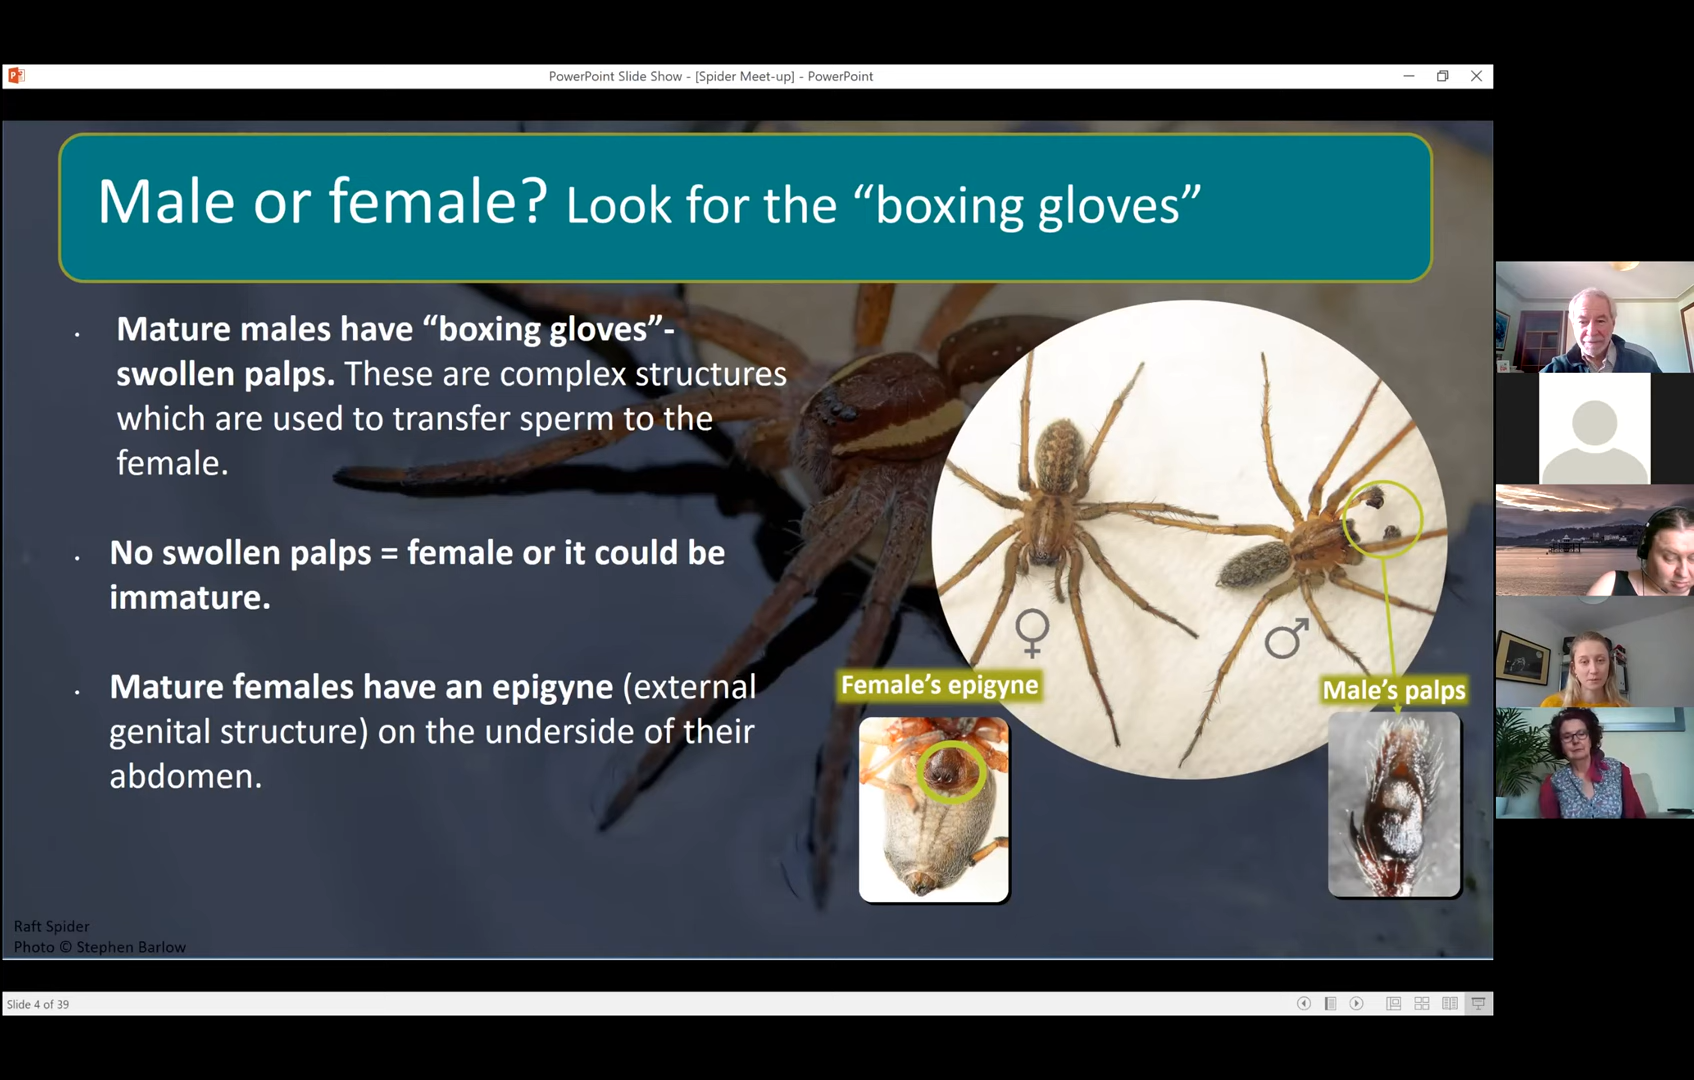 PowerPoint Slide Show - [Spider Meet-up] - PowerPoint
Male or female? Look for the “boxing gloves”
• Mature males have “boxing gloves”-
swollen palps. These are complex structures
which are used to transfer sperm to the
female.
• No swollen palps = female or it could be
immature.
• Mature females have an epigyne (external
genital structure) on the underside of their
abdomen.
♀
♂
Female’s epigyne
Male’s palps
Raft Spider
Photo © Stephen Barlow
Slide 4 of 39